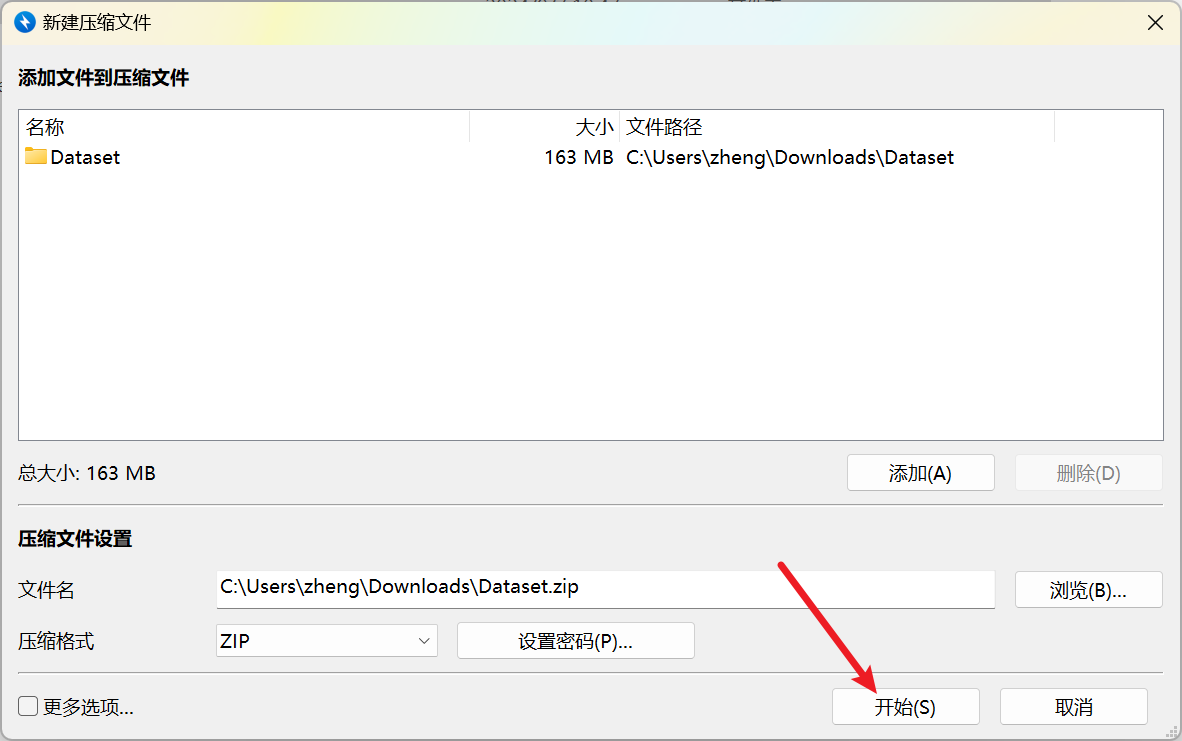 新建压缩文件
添加文件到压缩文件
名称 大小 文件路径
Dataset 163 MB C:\Users\zheng\Downloads\Dataset
总大小: 163 MB 添加(A) 删除(D)
压缩文件设置
文件名 C:\Users\zheng\Downloads\Dataset.zip 浏览(B)...
压缩格式 ZIP 设置密码(P)...
更多选项... 开始(S) 取消